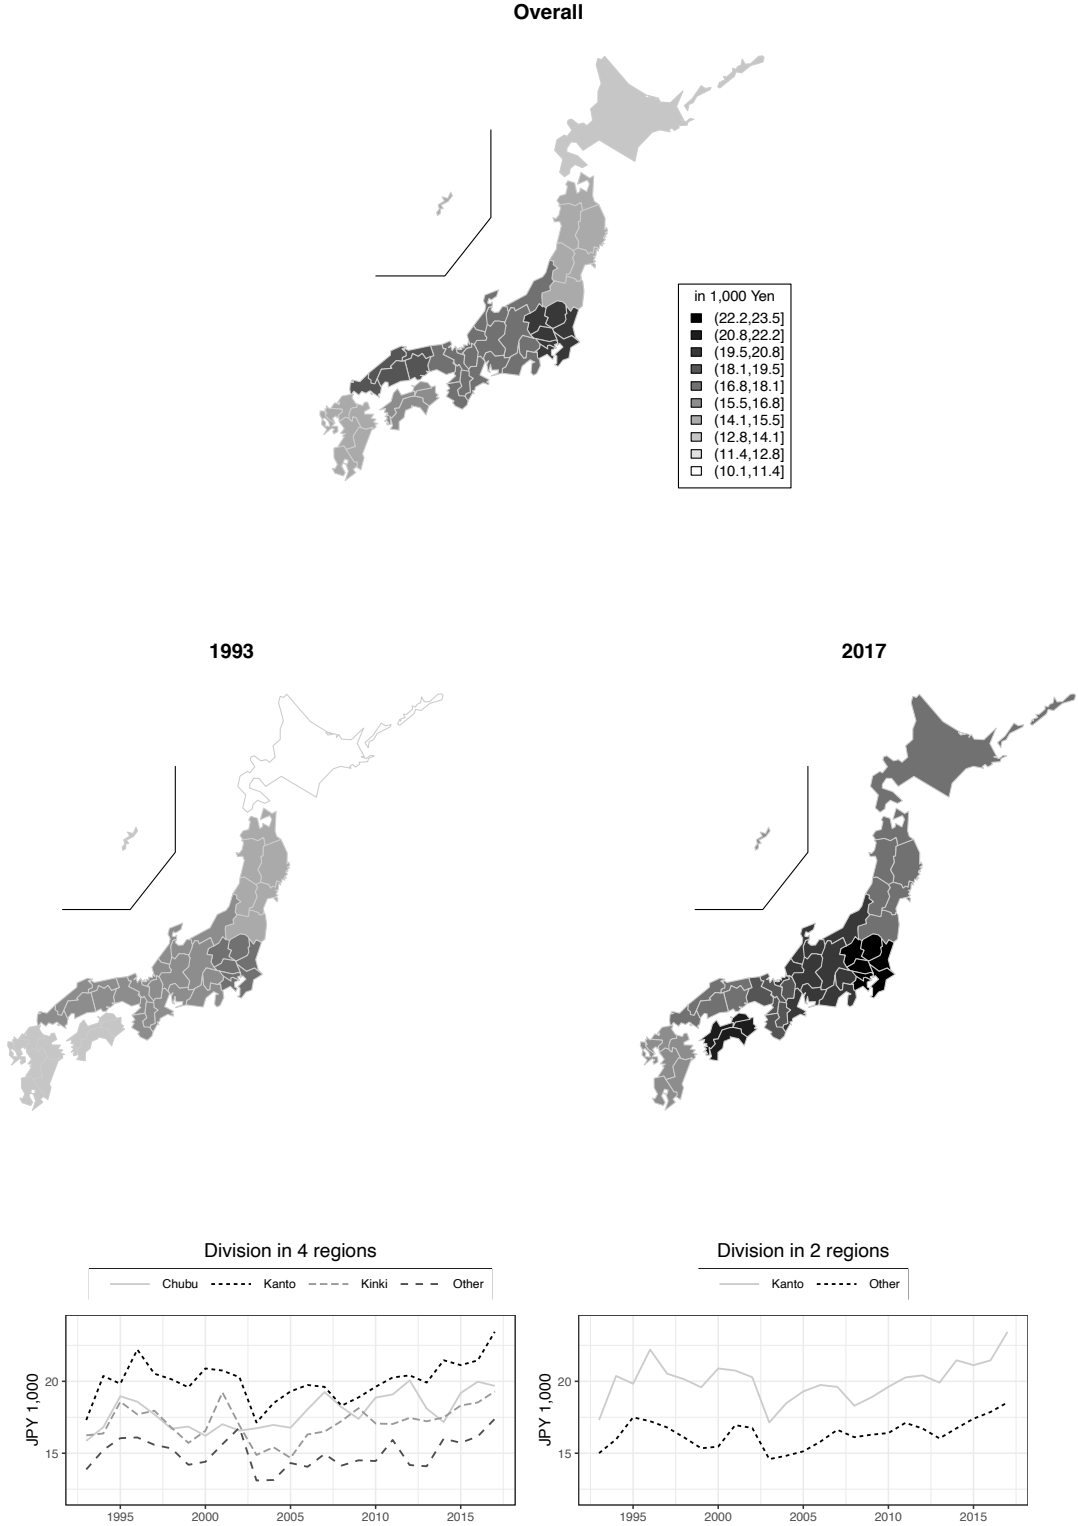 Overall
in 1,000 Yen
(22.2,23.5]
(20.8,22.2]
(19.5,20.8]
(18.1,19.5]
(16.8,18.1]
(15.5,16.8]
(14.1,15.5]
(12.8,14.1]
(11.4,12.8]
(10.1,11.4]
1993
2017
Division in 4 regions
Chubu Kanto Kinki Other
JPY 1,000
20
15
1995 2000 2005 2010 2015
Division in 2 regions
Kanto Other
JPY 1,000
20
15
1995 2000 2005 2010 2015